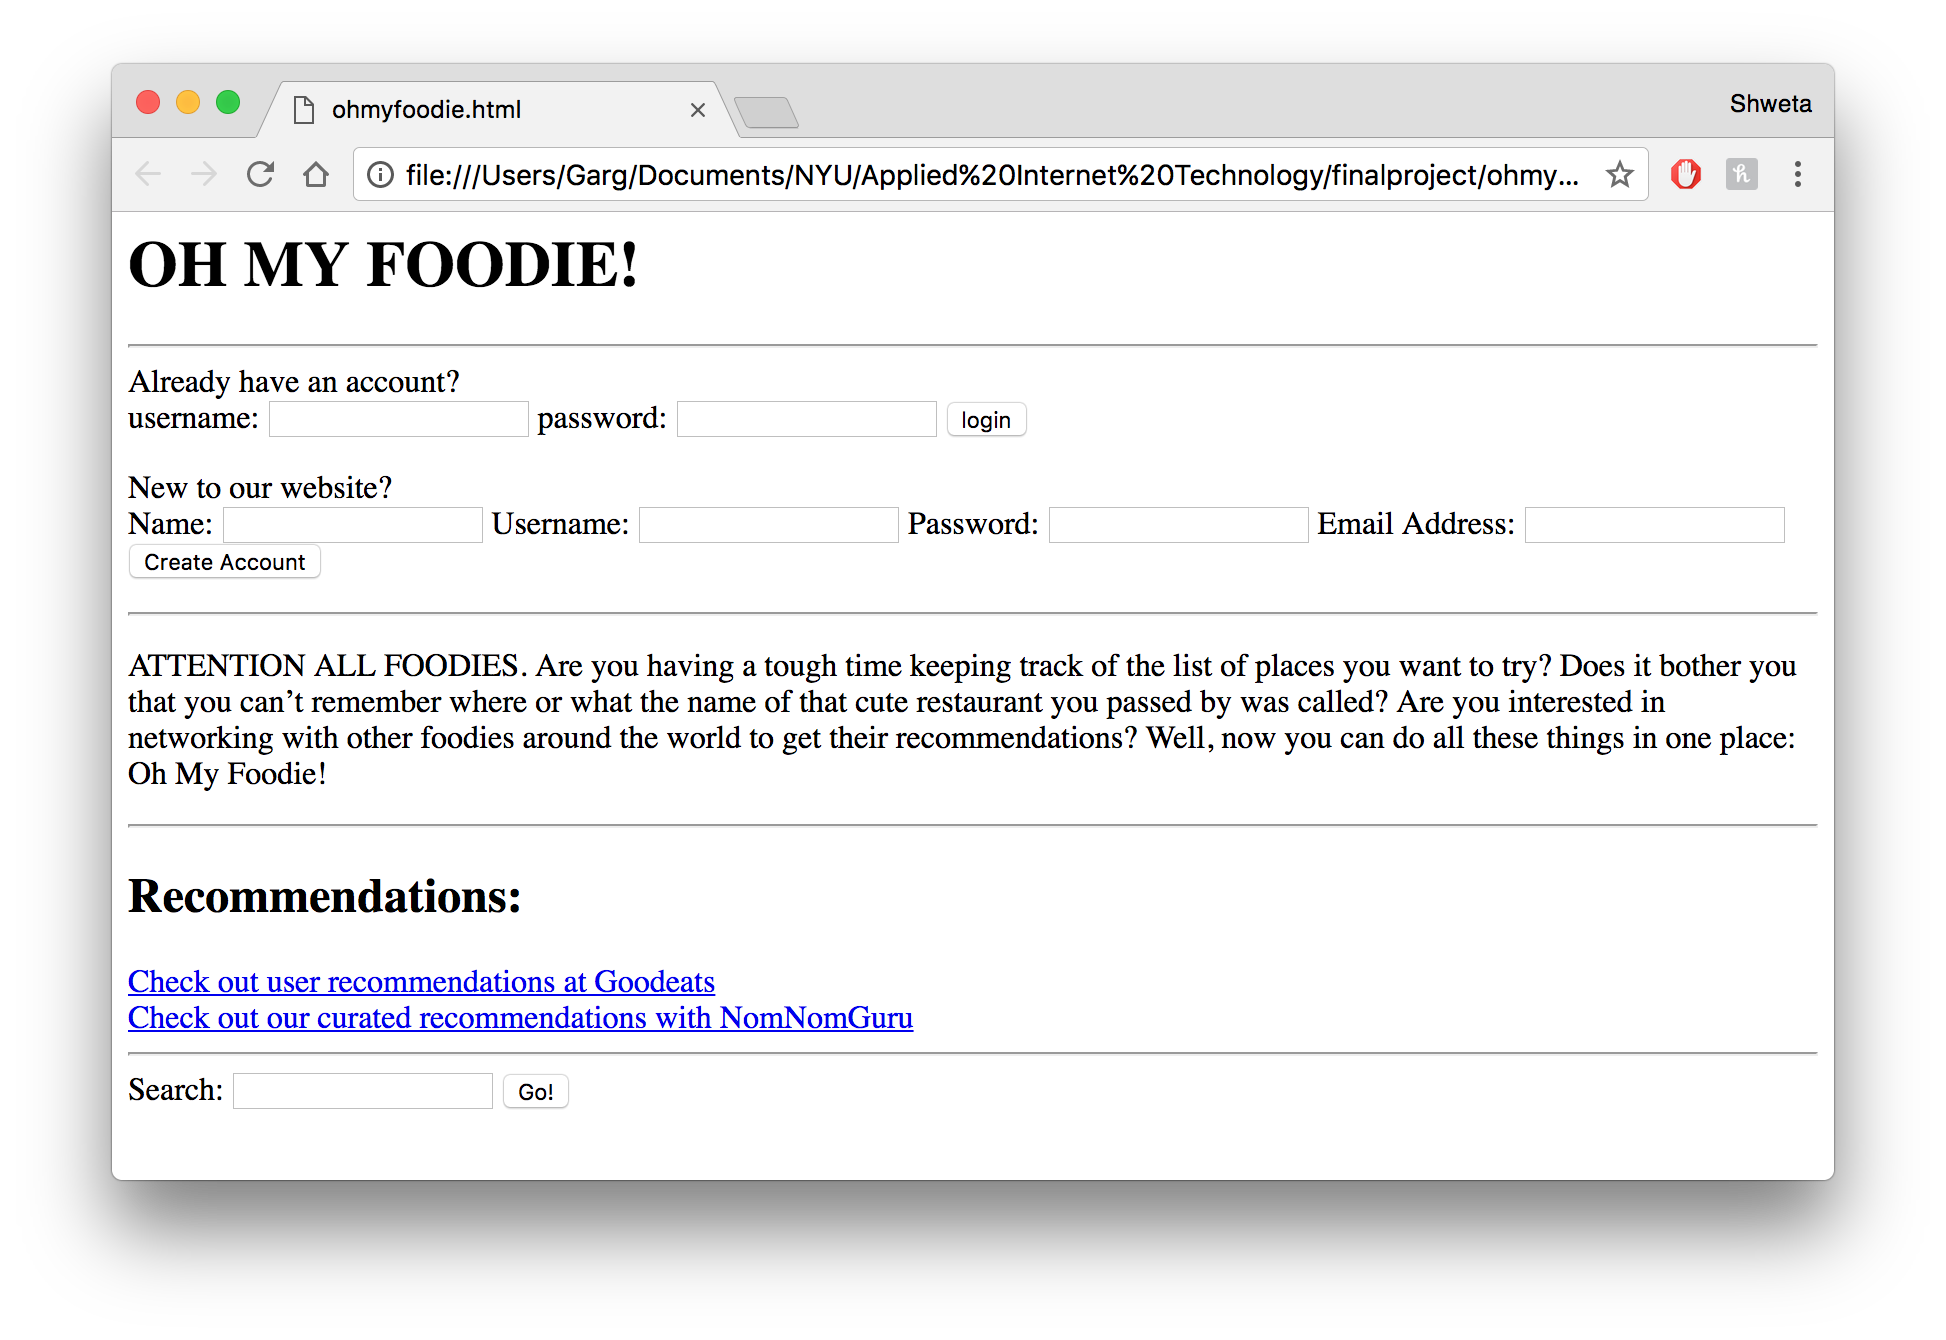 ohmyfoodie.html
Shweta
file:///Users/Garg/Documents/NYU/Applied%20Internet%20Technology/finalproject/ohmy...
OH MY FOODIE!
Already have an account?
username: password: login
New to our website?
Name: Username: Password: Email Address:
Create Account
ATTENTION ALL FOODIES. Are you having a tough time keeping track of the list of places you want to try? Does it bother you
that you can’t remember where or what the name of that cute restaurant you passed by was called? Are you interested in
networking with other foodies around the world to get their recommendations? Well, now you can do all these things in one place:
Oh My Foodie!
Recommendations:
Check out user recommendations at Goodeats
Check out our curated recommendations with NomNomGuru
Search: Go!